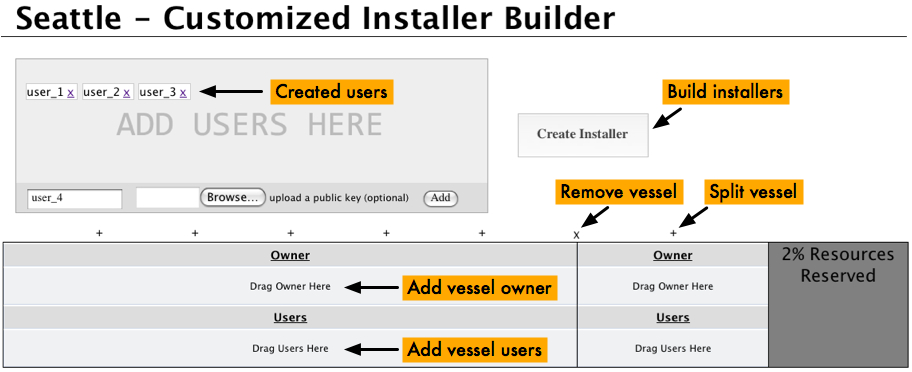 Seattle - Customized Installer Builder
user_1 x user_2 x user_3 x Created users
ADD USERS HERE
Build installers
Create Installer
user_4 Browse... upload a public key (optional) Add
Remove vessel Split vessel
+ + + + + x +
Owner Owner 2% Resources
Reserved
Drag Owner Here Add vessel owner Drag Owner Here
Users Users
Drag Users Here Add vessel users Drag Users Here